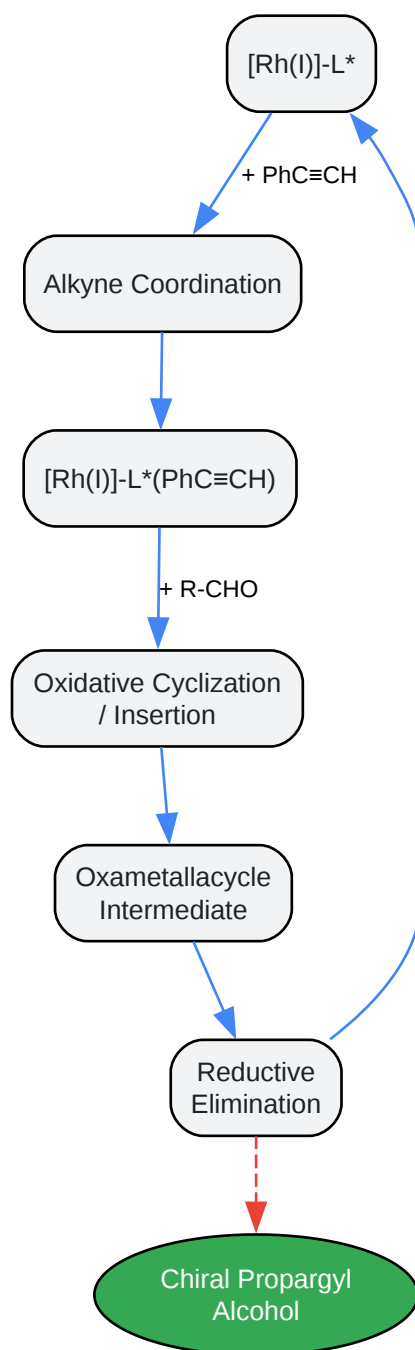 [Rh(I)]-L*
+ PhC≡CH
Alkyne Coordination
[Rh(I)]-L*(PhC≡CH)
+ R-CHO
Oxidative Cyclization
/ Insertion
Oxametallacycle
Intermediate
Reductive
Elimination
Chiral Propargyl
Alcohol